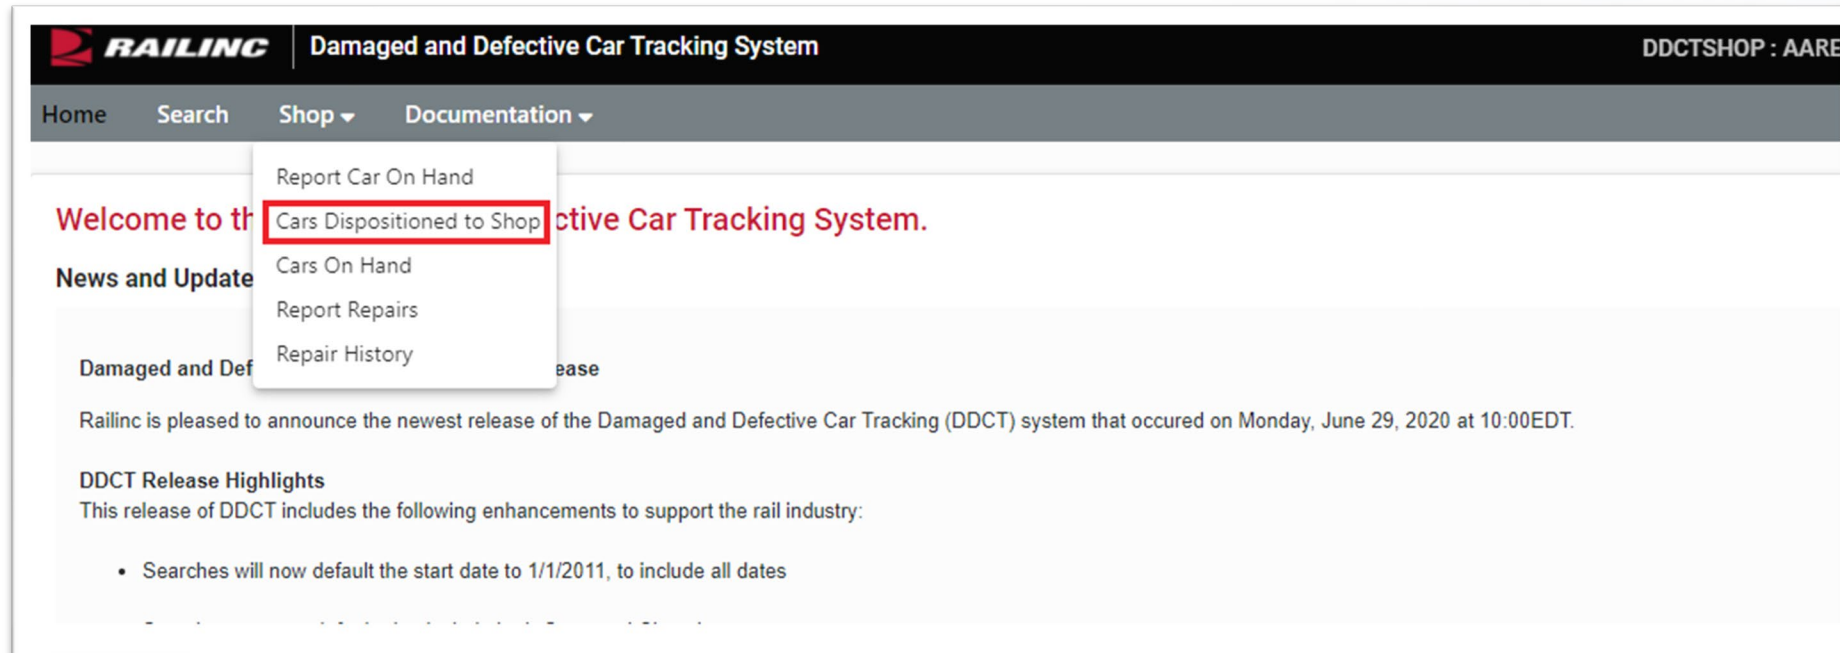 RAILINC Damaged and Defective Car Tracking System DDCTSHOP : AARE
Home Search Shop Documentation
Report Car On Hand
Welcome to th
Cars Dispositioned to Shop
ctive Car Tracking System.
Cars On Hand
News and Update
Report Repairs
Repair History
Damaged and Def
ease
Railinc is pleased to announce the newest release of the Damaged and Defective Car Tracking (DDCT) system that occured on Monday, June 29, 2020 at 10:00EDT.
DDCT Release Highlights
This release of DDCT includes the following enhancements to support the rail industry:
• Searches will now default the start date to 1/1/2011, to include all dates